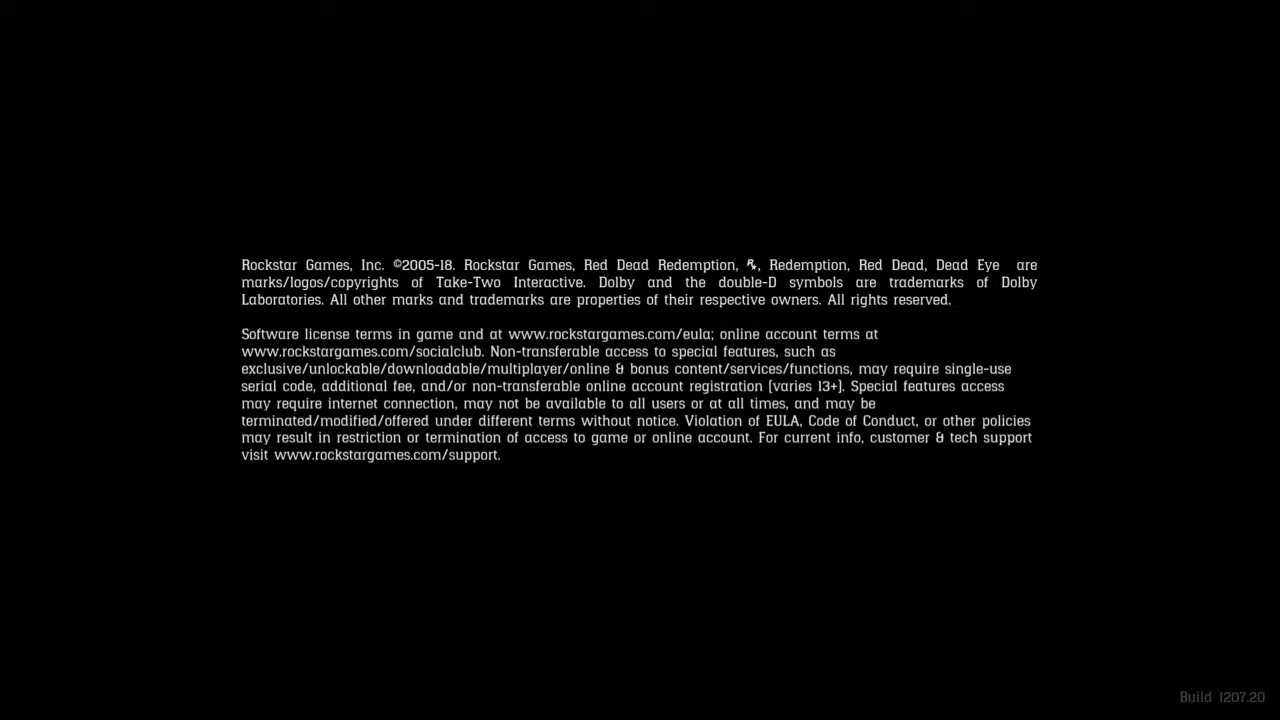 Rockstar Games, Inc. ©2005-18. Rockstar Games, Red Dead Redemption, R*, Redemption, Red Dead, Dead Eye are
marks/logos/copyrights of Take-Two Interactive. Dolby and the double-D symbols are trademarks of Dolby
Laboratories. All other marks and trademarks are properties of their respective owners. All rights reserved.
Software license terms in game and at www.rockstargames.com/eula; online account terms at
www.rockstargames.com/socialclub. Non-transferable access to special features, such as
exclusive/unlockable/downloadable/multiplayer/online & bonus content/services/functions, may require single-use
serial code, additional fee, and/or non-transferable online account registration (varies 13+). Special features access
may require internet connection, may not be available to all users or at all times, and may be
terminated/modified/offered under different terms without notice. Violation of EULA, Code of Conduct, or other policies
may result in restriction or termination of access to game or online account. For current info, customer & tech support
visit www.rockstargames.com/support.
Build 1207.20